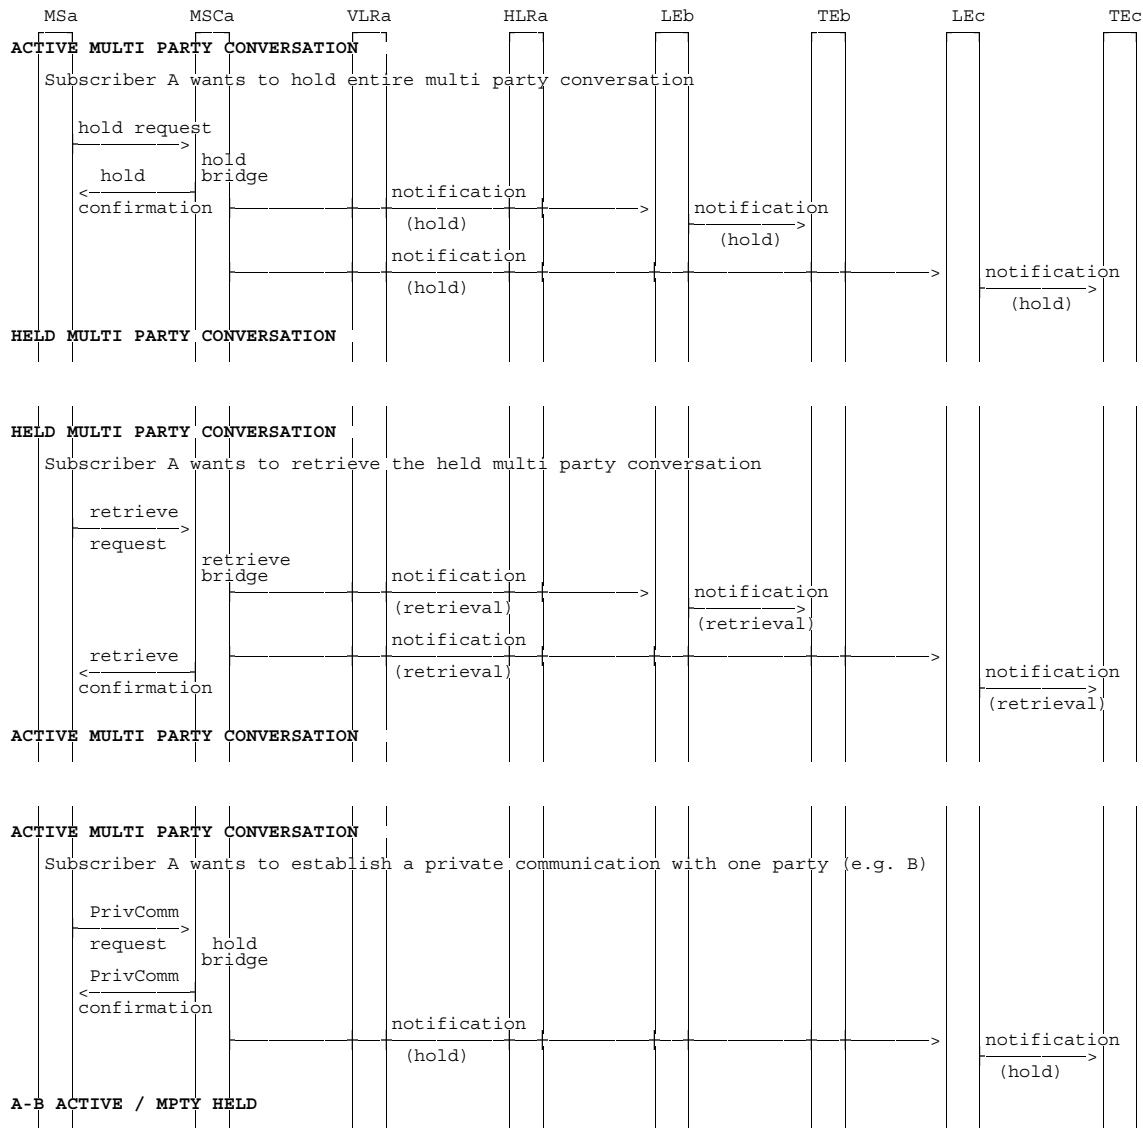 MSa MSCa VLRa HLRa LEb TEb LEc TEc
ACTIVE MULTI PARTY CONVERSATION
Subscriber A wants to hold entire multi party conversation
hold request
hold
hold bridge
confirmation
notification
(hold)
notification
(hold)
notification
(hold)
notification
(hold)
HELD MULTI PARTY CONVERSATION
HELD MULTI PARTY CONVERSATION
Subscriber A wants to retrieve the held multi party conversation
retrieve
request
retrieve
bridge
notification
(retrieval)
notification
(retrieval)
notification
(retrieval)
retrieve
confirmation
notification
(retrieval)
ACTIVE MULTI PARTY CONVERSATION
ACTIVE MULTI PARTY CONVERSATION
Subscriber A wants to establish a private communication with one party (e.g. B)
PrivComm
request
hold
bridge
PrivComm
confirmation
notification
(hold)
notification
(hold)
A-B ACTIVE / MPTY HELD